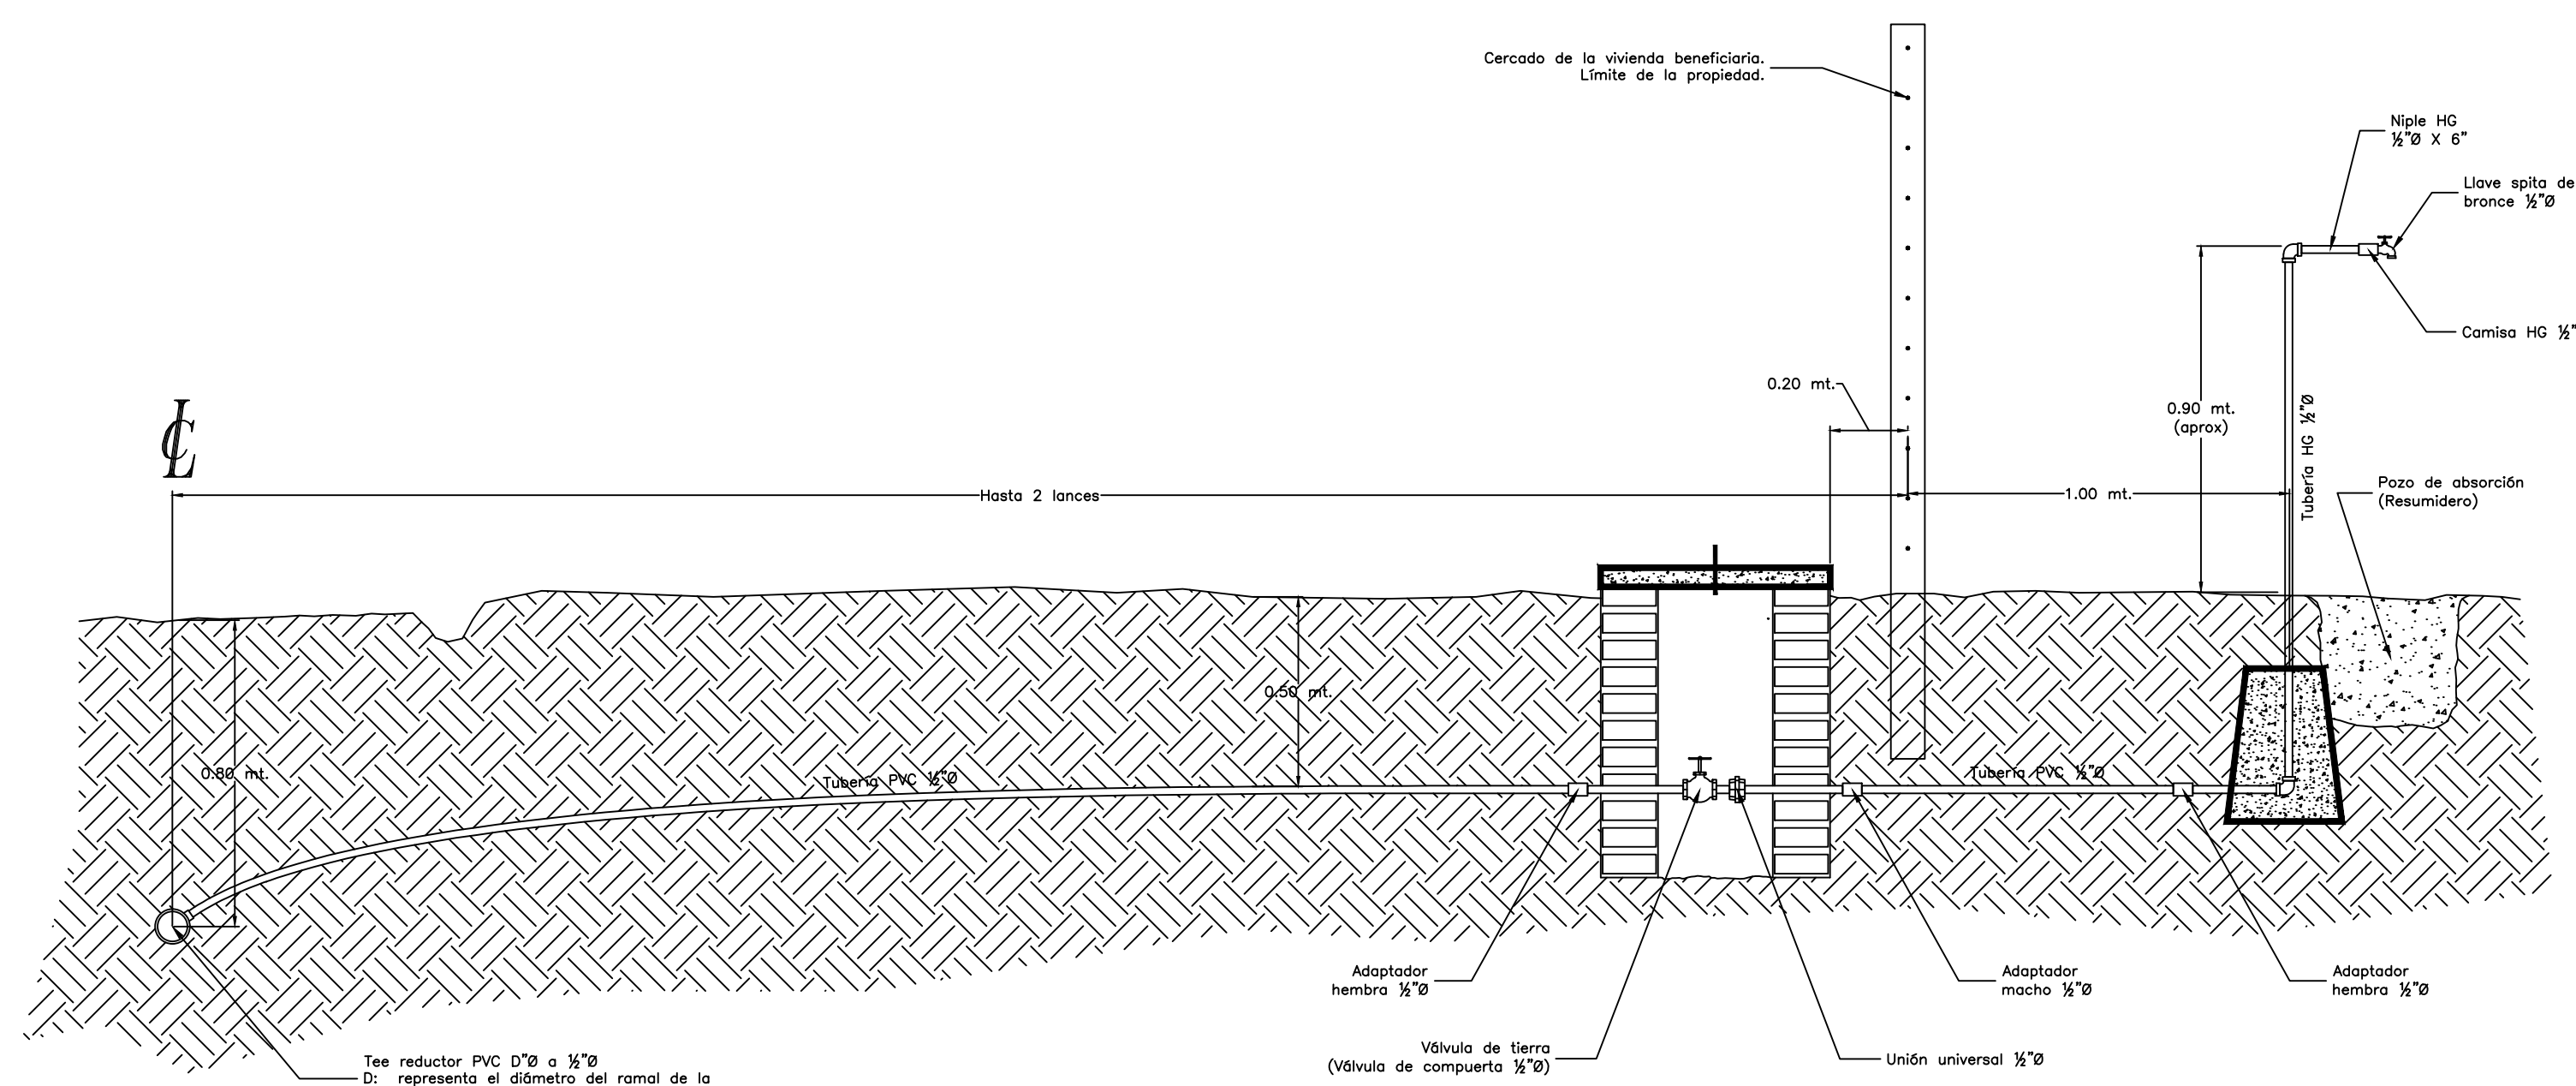 Cercado de la vivienda beneficiaria.
Límite de la propiedad.
Niple HG
½"Ø X 6"
Llave spita de
bronce ½"Ø
Camisa HG ½"
0.20 mt.
0.90 mt.
(aprox)
Tubería HG ½"Ø
℄
Hasta 2 lances
1.00 mt.
Pozo de absorción
(Resumidero)
0.50 mt.
0.80 mt.
Tubería PVC ½"Ø
Tubería PVC ½"Ø
Adaptador
hembra ½"Ø
Adaptador
macho ½"Ø
Adaptador
hembra ½"Ø
Válvula de tierra
(Válvula de compuerta ½"Ø)
Unión universal ½"Ø
Tee reductor PVC D"Ø a ½"Ø
D: representa el diámetro del ramal de la